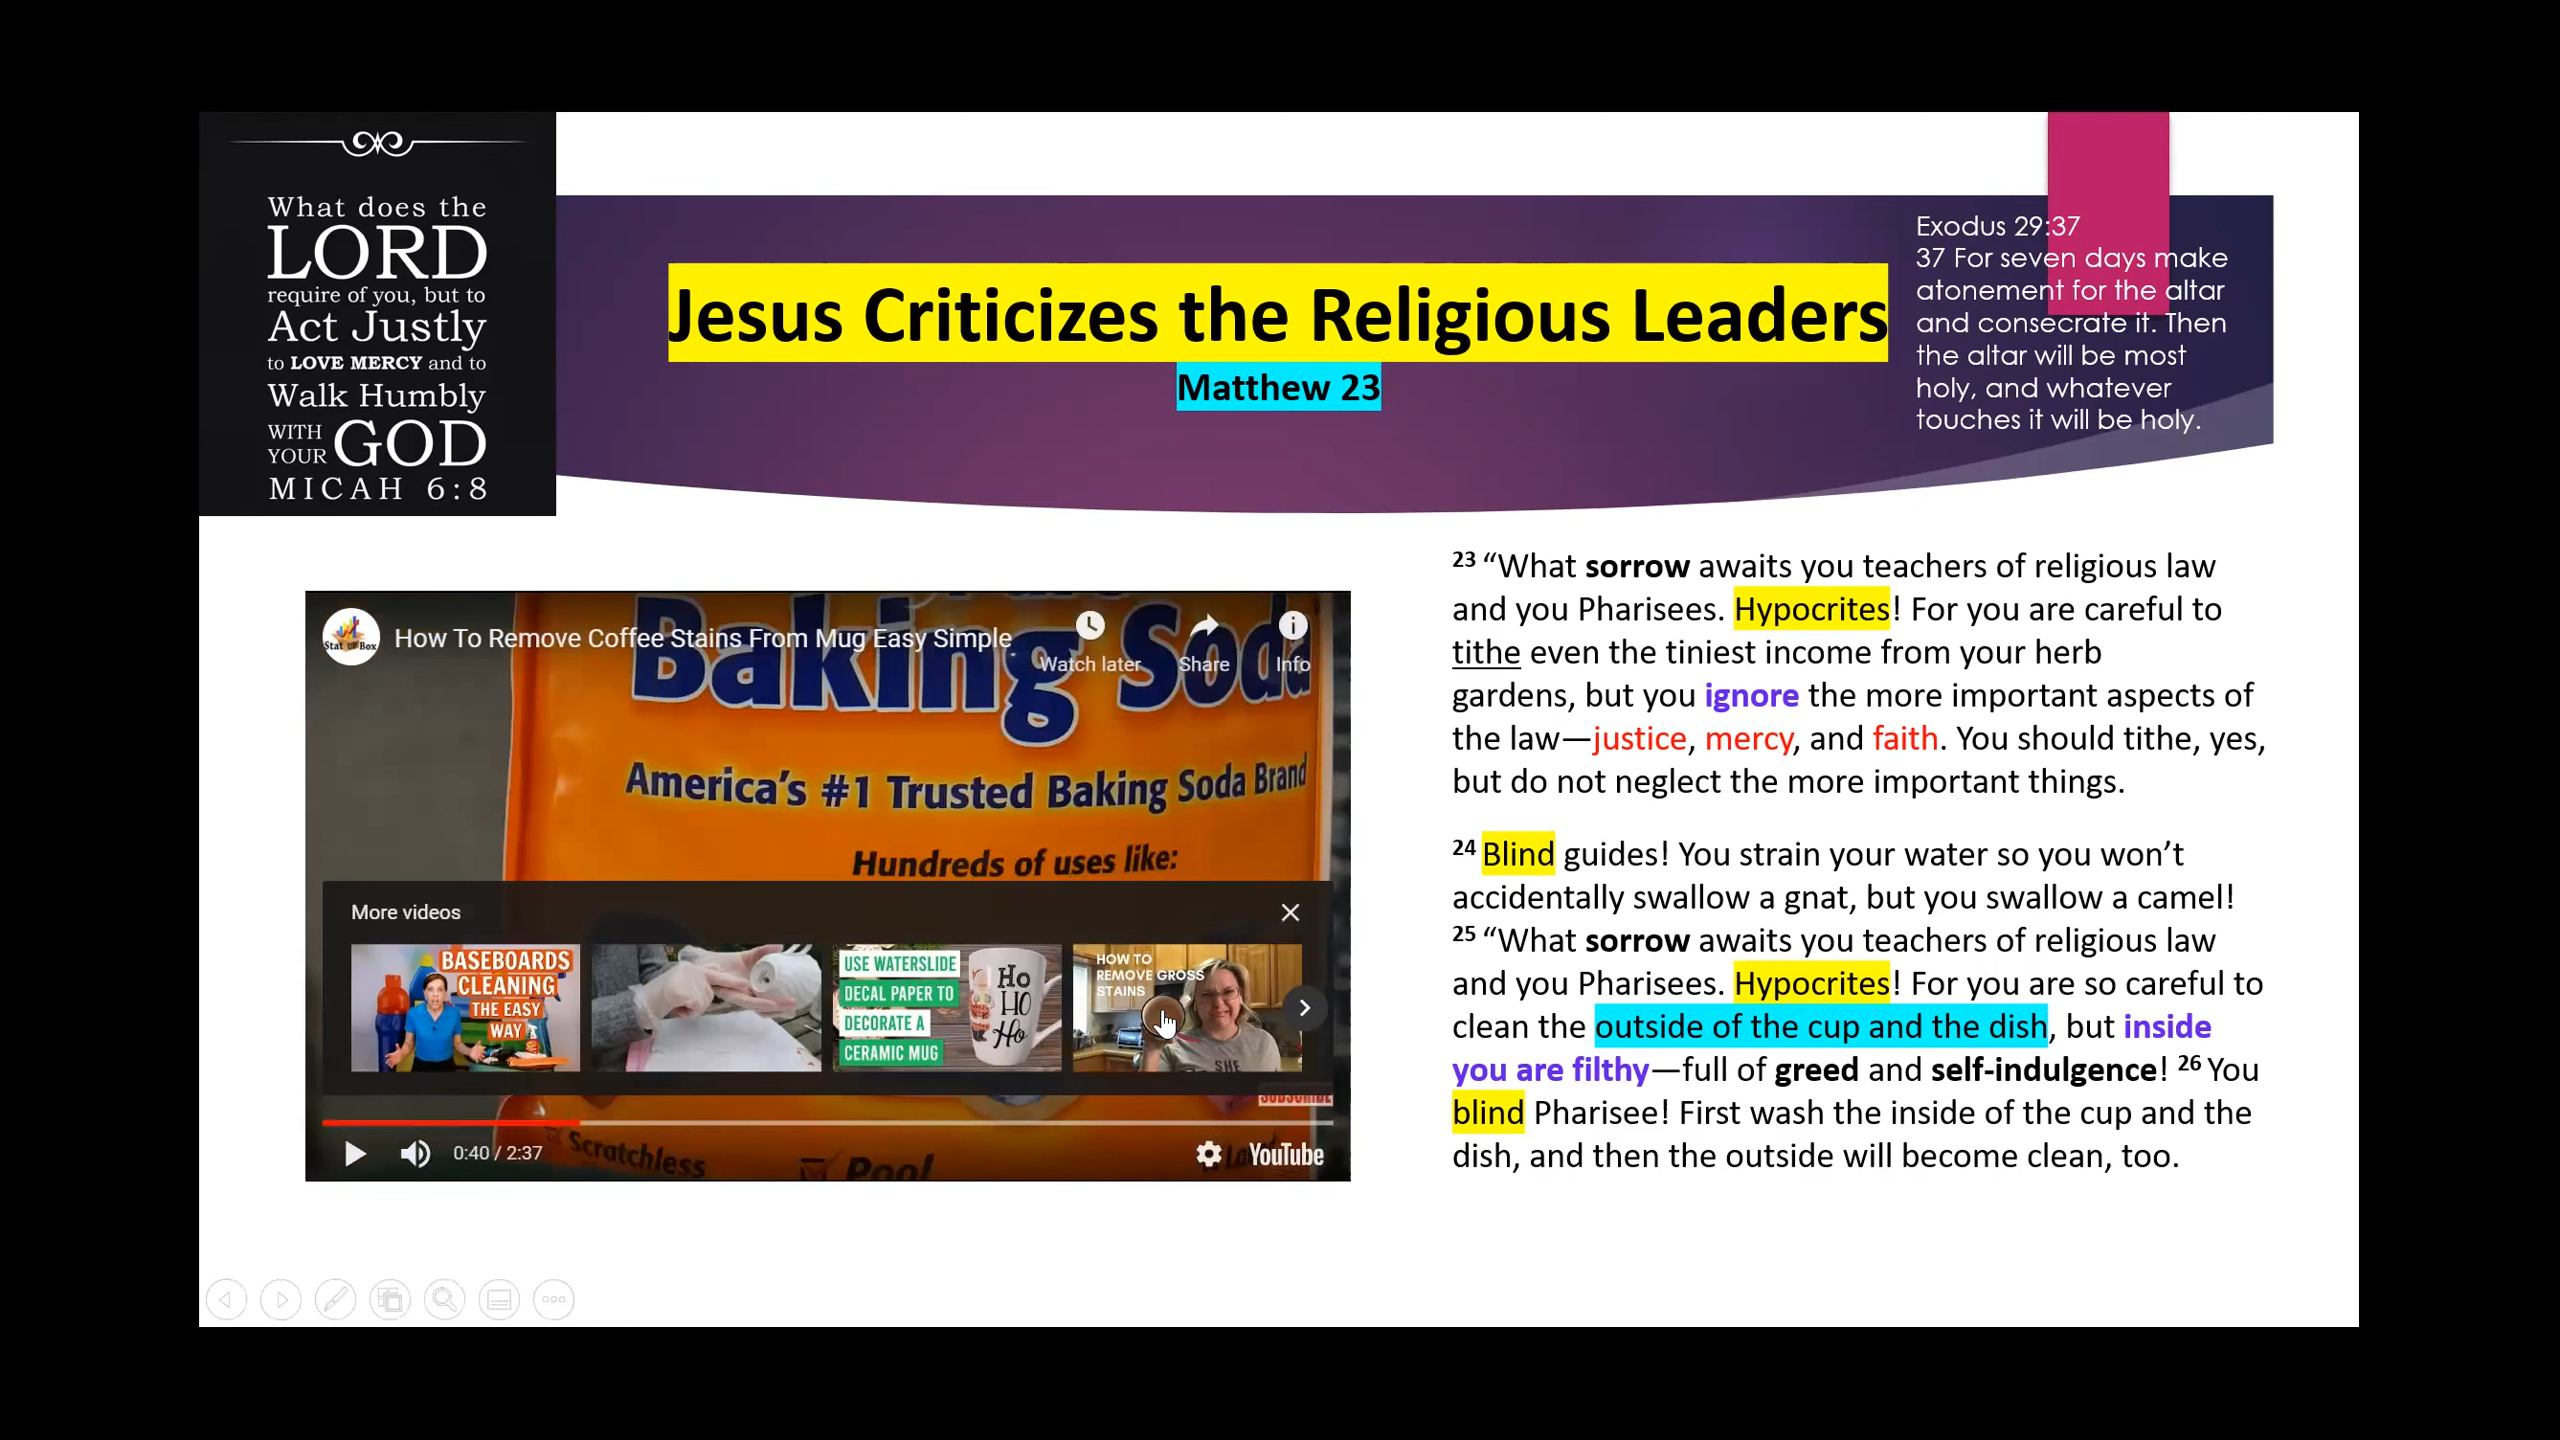 What does the
LORD
require of you, but to
Act Justly
to LOVE MERCY and to
Walk Humbly
WITH
YOUR GOD
MICAH 6:8
Jesus Criticizes the Religious Leaders
Matthew 23
Exodus 29:37
37 For seven days make
atonement for the altar
and consecrate it. Then
the altar will be most
holy, and whatever
touches it will be holy.
How To Remove Coffee Stains From Mug Easy Simple
Stat UP Box
Watch later
Share
Info
Baking Soda
America's #1 Trusted Baking Soda Brand
Hundreds of uses like:
More videos
BASEBOARDS
CLEANING
THE EASY
WAY
USE WATERSLIDE
DECAL PAPER TO
DECORATE A
CERAMIC MUG
Ho
HO
Ho
HOW TO
REMOVE GROSS
STAINS
SHE
SUBSCRIBE
Scratchless
Pool
0:40 / 2:37
YouTube
23 “What sorrow awaits you teachers of religious law
and you Pharisees. Hypocrites! For you are careful to
tithe even the tiniest income from your herb
gardens, but you ignore the more important aspects of
the law—justice, mercy, and faith. You should tithe, yes,
but do not neglect the more important things.
24 Blind guides! You strain your water so you won’t
accidentally swallow a gnat, but you swallow a camel!
25 “What sorrow awaits you teachers of religious law
and you Pharisees. Hypocrites! For you are so careful to
clean the outside of the cup and the dish, but inside
you are filthy—full of greed and self-indulgence! 26 You
blind Pharisee! First wash the inside of the cup and the
dish, and then the outside will become clean, too.